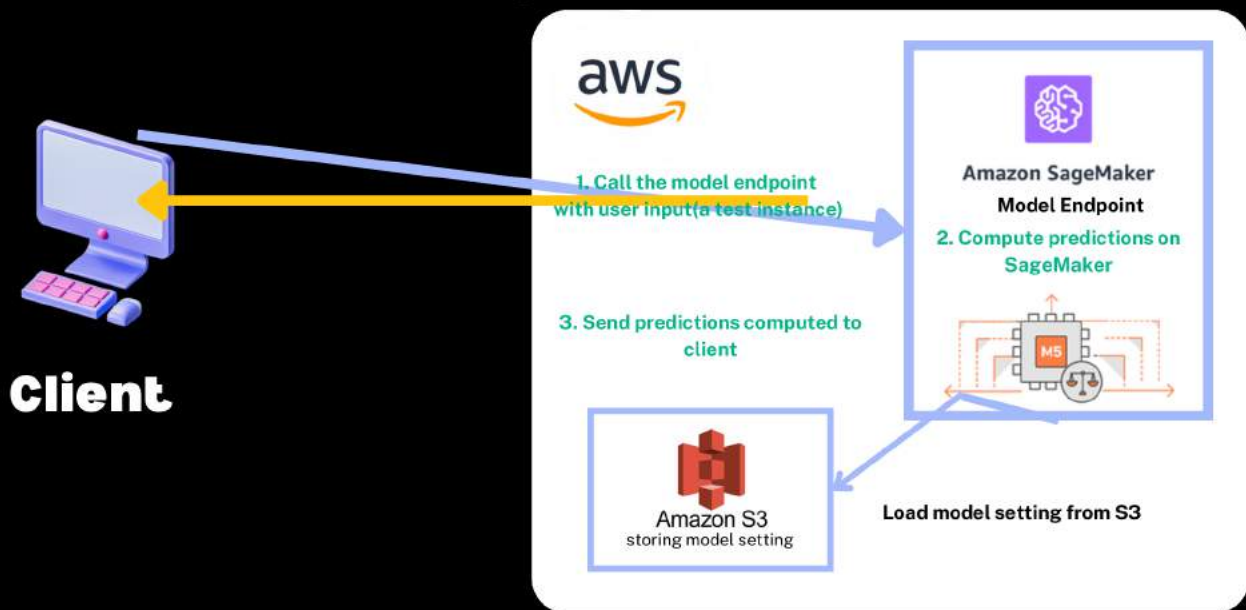 aws
1. Call the model endpoint
with user input(a test instance)
Amazon SageMaker
Model Endpoint
2. Compute predictions on
SageMaker
M5
3. Send predictions computed to
client
Client
Amazon S3
storing model setting
Load model setting from S3